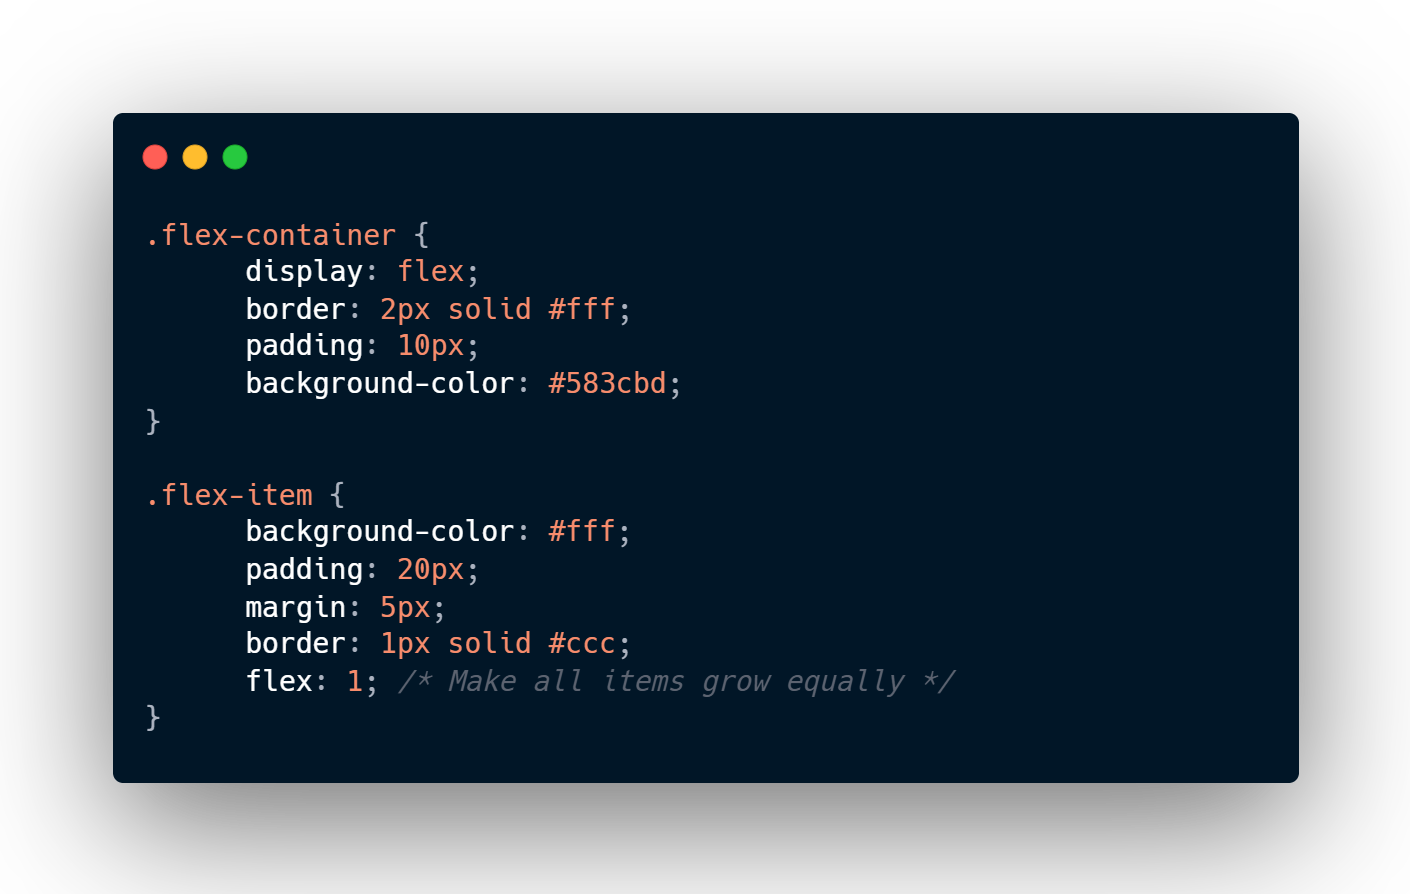 .flex-container {
      display: flex;
      border: 2px solid #fff;
      padding: 10px;
      background-color: #583cbd;
}

.flex-item {
      background-color: #fff;
      padding: 20px;
      margin: 5px;
      border: 1px solid #ccc;
      flex: 1; /* Make all items grow equally */
}